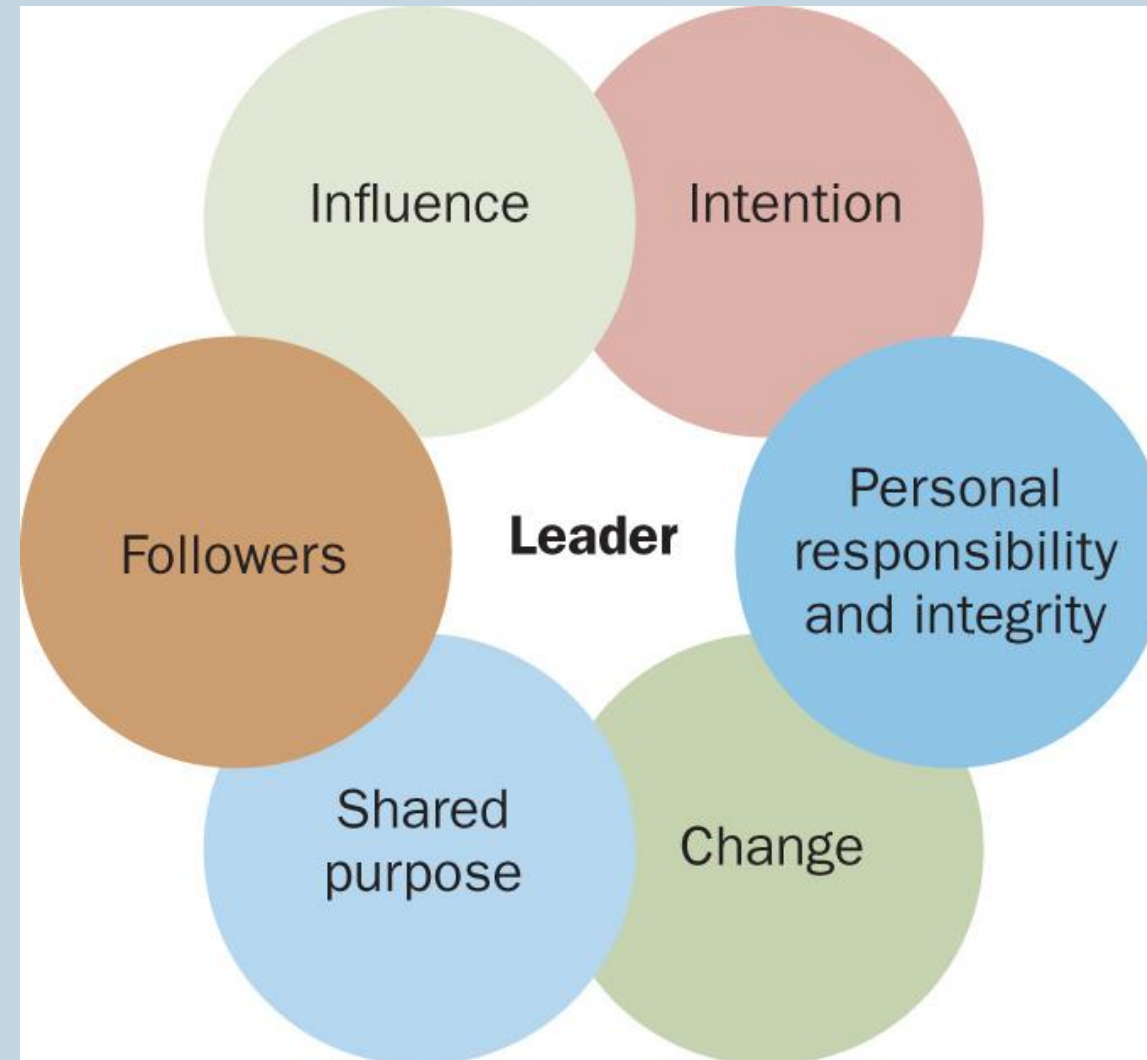 Influence
Intention
Personal
responsibility
and integrity
Leader
Followers
Shared
purpose
Change